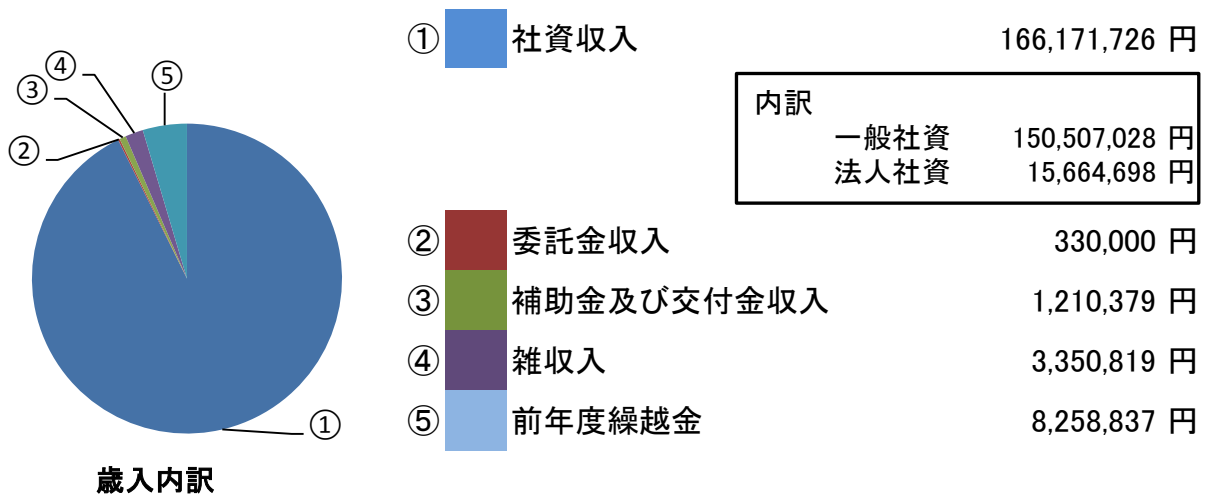 ④
⑤
③
②
①
歳入内訳
① 社資収入 166,171,726 円
内訳
一般社資 150,507,028 円
法人社資 15,664,698 円
② 委託金収入 330,000 円
③ 補助金及び交付金収入 1,210,379 円
④ 雑収入 3,350,819 円
⑤ 前年度繰越金 8,258,837 円